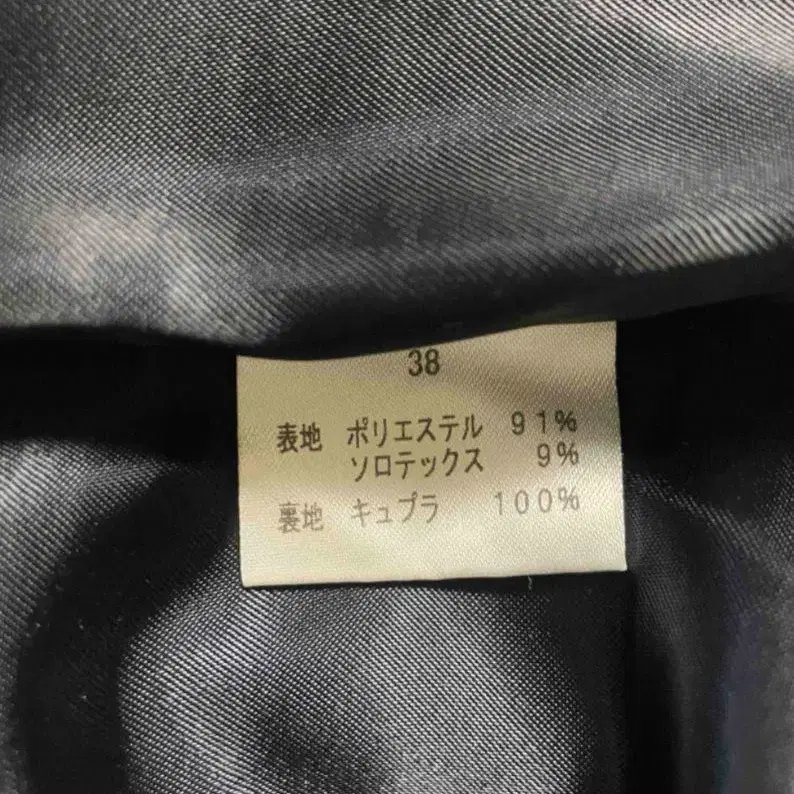 38
表地 ポリエステル 91%
ソロテックス 9%
裏地 キュプラ 100%